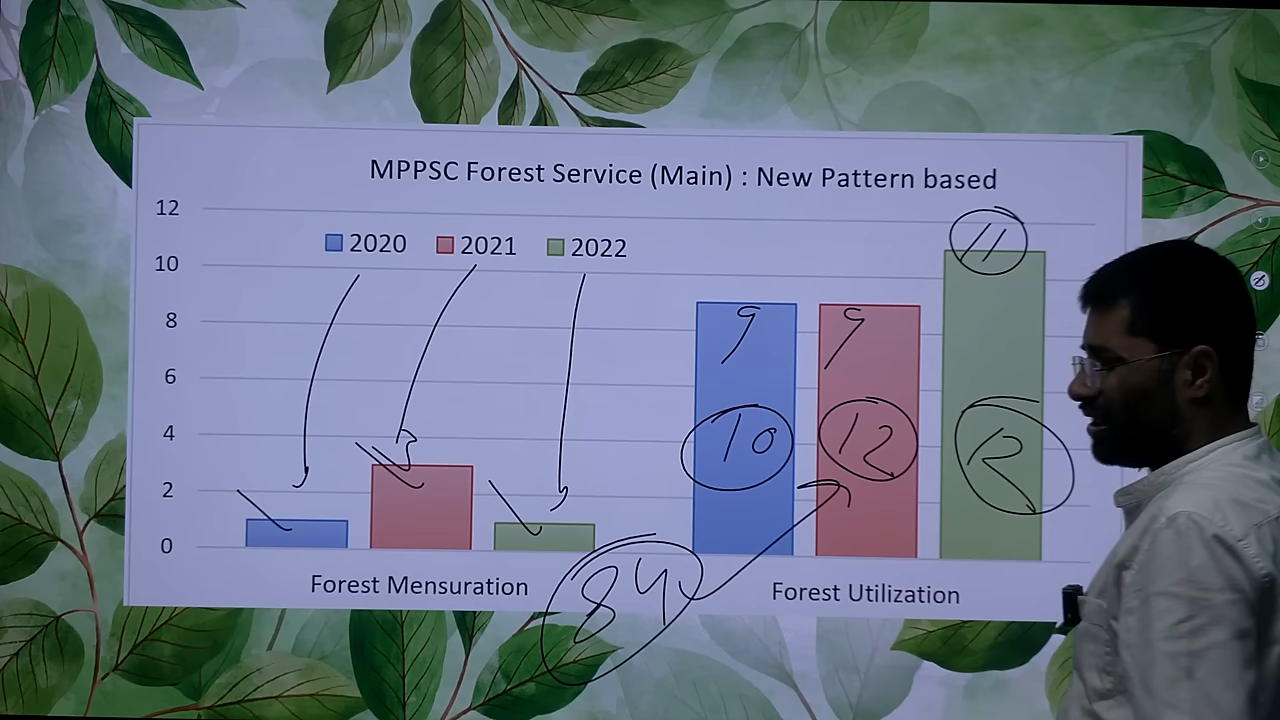 MPPSC Forest Service (Main) : New Pattern based
12
2020 2021 2022
11
10
8
9 9
6
4
10 12 12
2
0
84
Forest Mensuration Forest Utilization